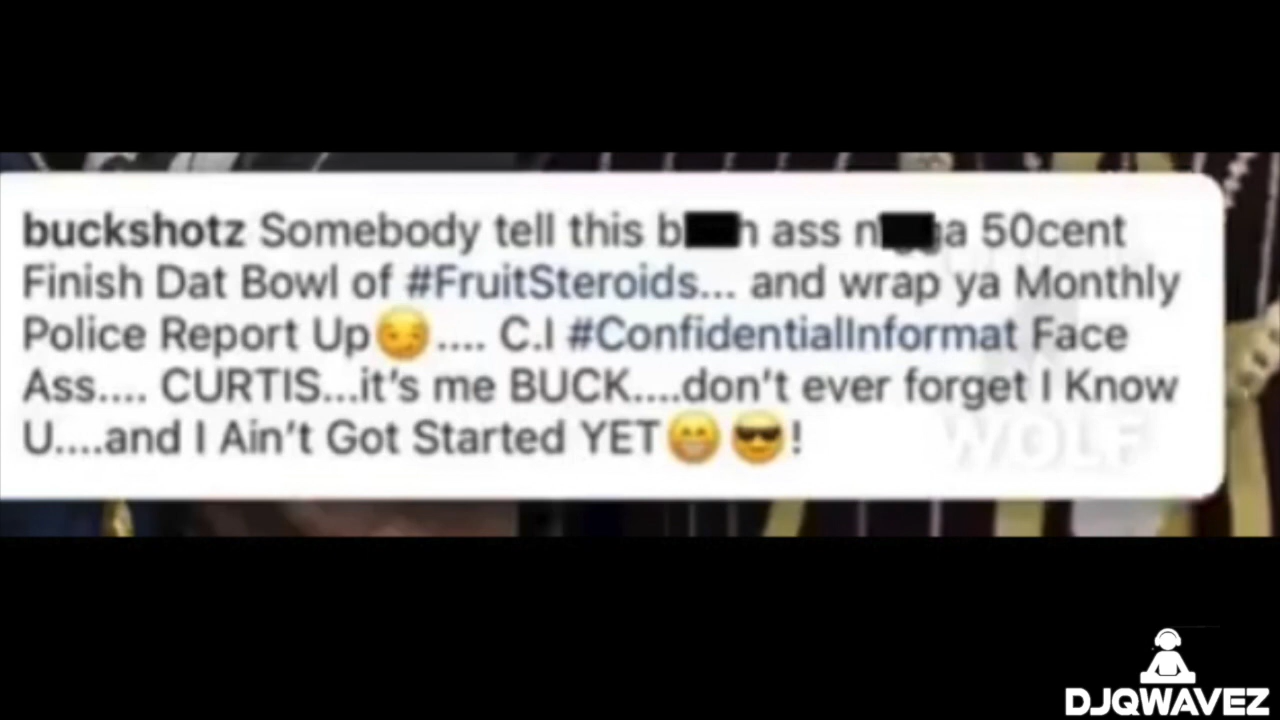 buckshotz Somebody tell this b■■h ass n■■ga 50cent
Finish Dat Bowl of #FruitSteroids... and wrap ya Monthly
Police Report Up😏.... C.I #ConfidentialInformat Face
Ass.... CURTIS...it’s me BUCK....don’t ever forget I Know
U....and I Ain’t Got Started YET😁😎!
WOLF
DJQWAVEZ